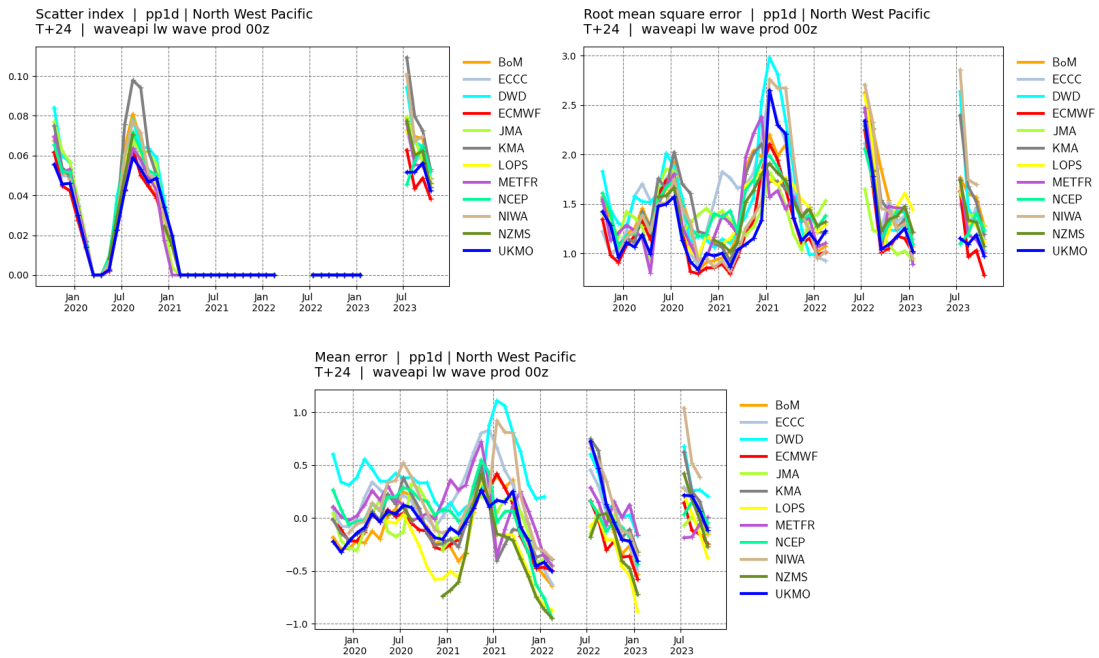 Scatter index | pp1d | North West Pacific
T+24 | waveapi lw wave prod 00z
0.10
0.08
0.06
0.04
0.02
0.00
Jan
2020
Jul
2020
Jan
2021
Jul
2021
Jan
2022
Jul
2022
Jan
2023
Jul
2023
BoM
ECCC
DWD
ECMWF
JMA
KMA
LOPS
METFR
NCEP
NIWA
NZMS
UKMO
Root mean square error | pp1d | North West Pacific
T+24 | waveapi lw wave prod 00z
3.0
2.5
2.0
1.5
1.0
Jan
2020
Jul
2020
Jan
2021
Jul
2021
Jan
2022
Jul
2022
Jan
2023
Jul
2023
BoM
ECCC
DWD
ECMWF
JMA
KMA
LOPS
METFR
NCEP
NIWA
NZMS
UKMO
Mean error | pp1d | North West Pacific
T+24 | waveapi lw wave prod 00z
1.0
0.5
0.0
−0.5
−1.0
Jan
2020
Jul
2020
Jan
2021
Jul
2021
Jan
2022
Jul
2022
Jan
2023
Jul
2023
BoM
ECCC
DWD
ECMWF
JMA
KMA
LOPS
METFR
NCEP
NIWA
NZMS
UKMO